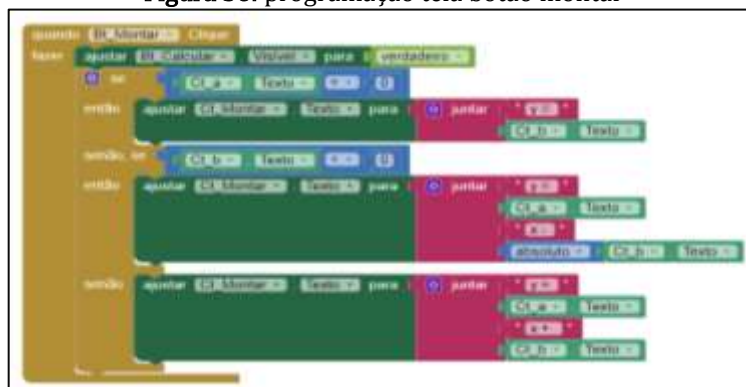 programação tela botão montar
quando Bt_Montar Clique
fazer ajustar Bt_Calcular Visível para verdadeiro
se Ct_a Texto 0
então ajustar Ct_Montar Texto para juntar " y= "
Ct_b Texto
senão, se Ct_b Texto 0
então ajustar Ct_Montar Texto para juntar " y= "
Ct_a Texto
absoluto Ct_b Texto
senão ajustar Ct_Montar Texto para juntar " y= "
Ct_a Texto
" x + "
Ct_b Texto